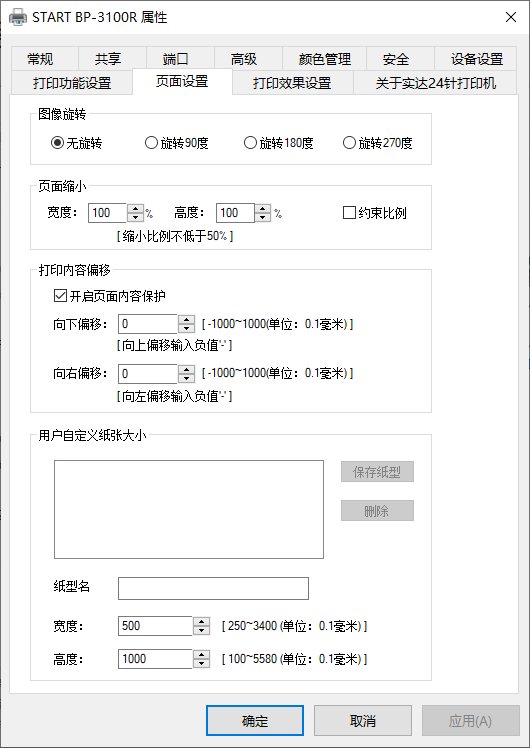 START BP-3100R 属性
常规 共享 端口 高级 颜色管理 安全 设备设置
打印功能设置 页面设置 打印效果设置 关于实达24针打印机
图像旋转
无旋转 旋转90度 旋转180度 旋转270度
页面缩小
宽度： 100 % 高度： 100 % 约束比例
[ 缩小比例不低于50% ]
打印内容偏移
开启页面内容保护
向下偏移： 0 [ -1000~1000(单位：0.1毫米) ]
[向上偏移输入负值'-' ]
向右偏移： 0 [ -1000~1000(单位：0.1毫米) ]
[向左偏移输入负值'-' ]
用户自定义纸张大小
保存纸型
删除
纸型名
宽度： 500 [ 250~3400 (单位：0.1毫米) ]
高度： 1000 [ 100~5580 (单位：0.1毫米) ]
确定 取消 应用(A)